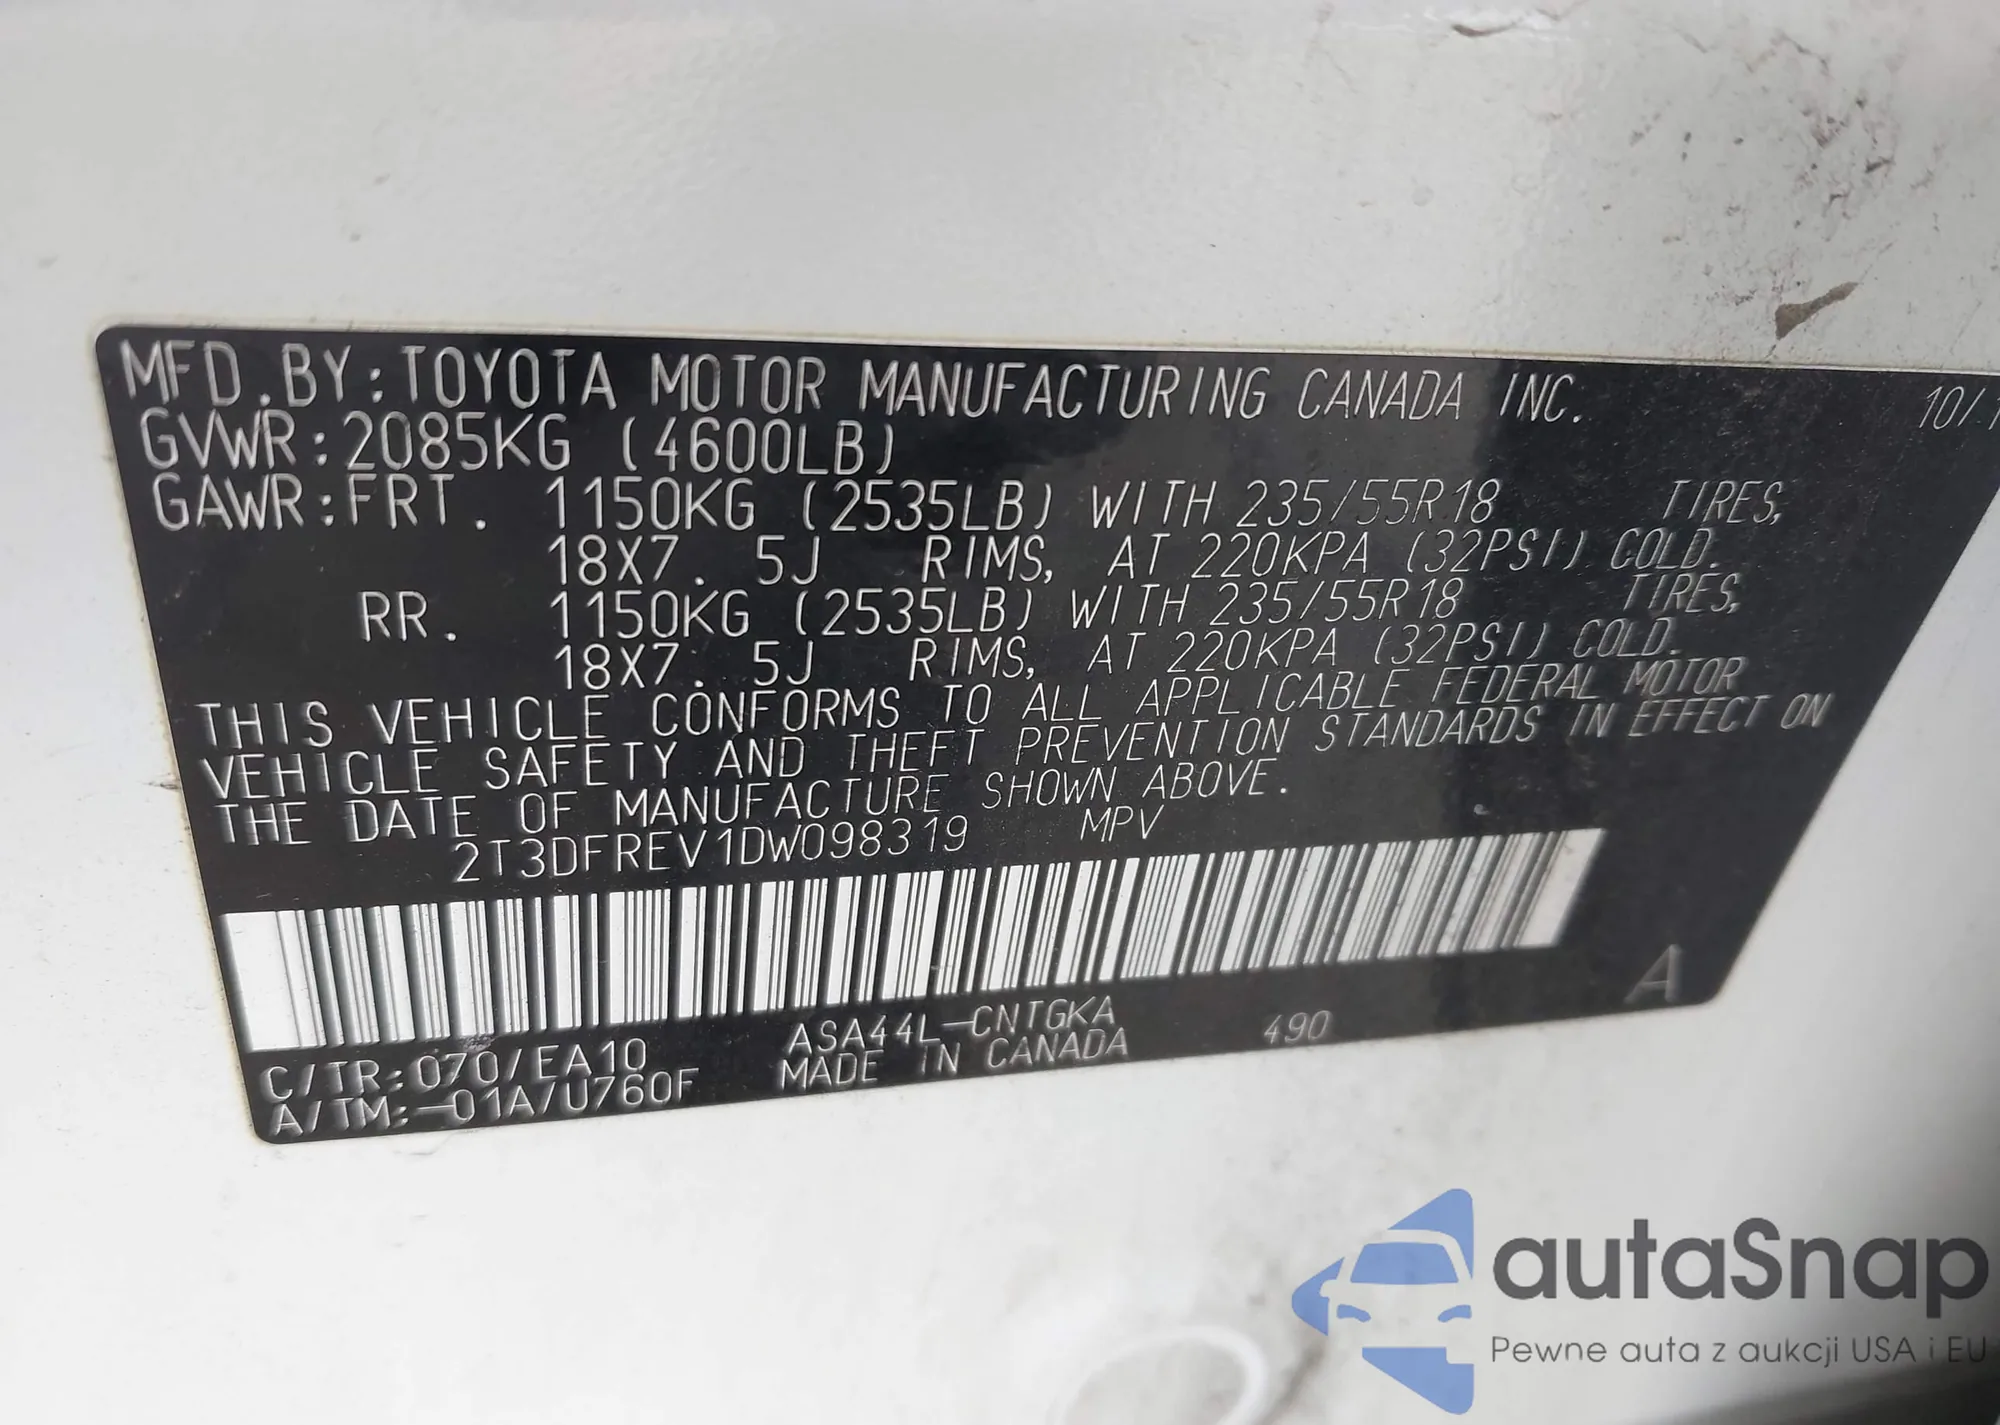 MFD.BY:TOYOTA MOTOR MANUFACTURING CANADA INC. 10/1
GVWR:2085KG (4600LB)
GAWR:FRT. 1150KG (2535LB) WITH 235/55R18 TIRES,
18X7.5J RIMS, AT 220KPA (32PSI) COLD.
RR. 1150KG (2535LB) WITH 235/55R18 TIRES,
18X7.5J RIMS, AT 220KPA (32PSI) COLD.
THIS VEHICLE CONFORMS TO ALL APPLICABLE FEDERAL MOTOR
VEHICLE SAFETY AND THEFT PREVENTION STANDARDS IN EFFECT ON
THE DATE OF MANUFACTURE SHOWN ABOVE.
2T3DFREV1DW098319 MPV
A
ASA44L-CNTGKA 490
C/TR:070/EA10 MADE IN CANADA
A/TM:-01A/U760F
autaSnap
Pewne auta z aukcji USA i EU